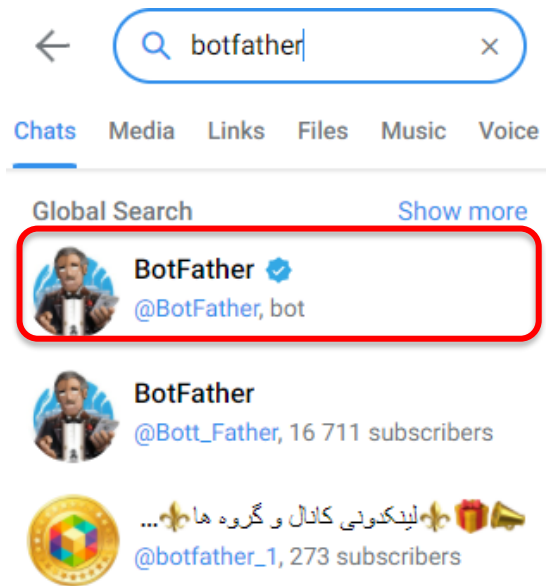 botfather
Chats Media Links Files Music Voice
Global Search Show more
BotFather
@BotFather, bot
BotFather
@Bott_Father, 16 711 subscribers
📣🎁⚜️لینکدونی کانال و گروه ها⚜️...
@botfather_1, 273 subscribers